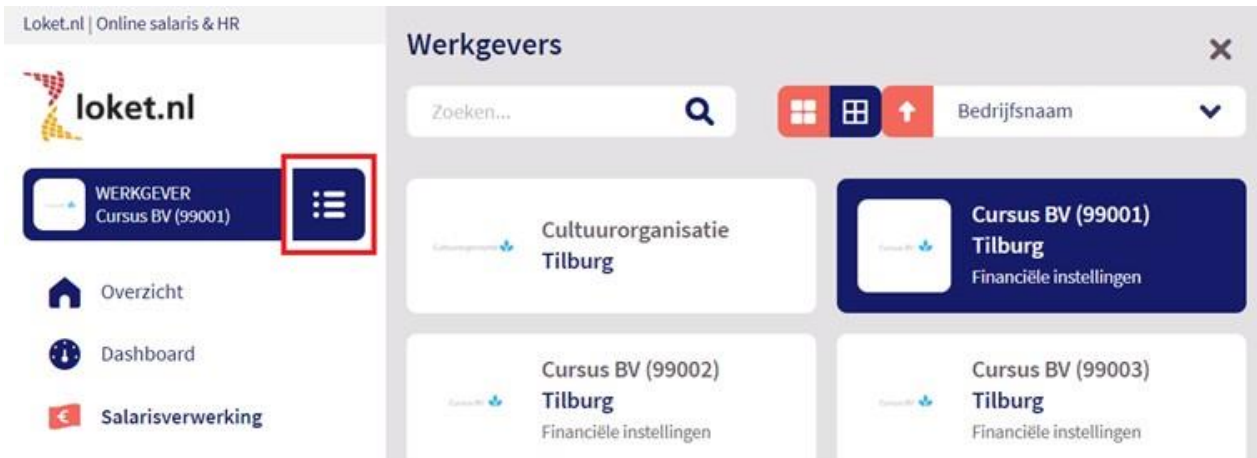 Loket.nl | Online salaris & HR
loket.nl
WERKGEVER
Cursus BV (99001)
Overzicht
Dashboard
Salarisverwerking
Werkgevers
Zoeken...
Bedrijfsnaam
Cultuurorganisatie
Tilburg
Cursus BV (99001)
Tilburg
Financiële instellingen
Cursus BV (99002)
Tilburg
Financiële instellingen
Cursus BV (99003)
Tilburg
Financiële instellingen